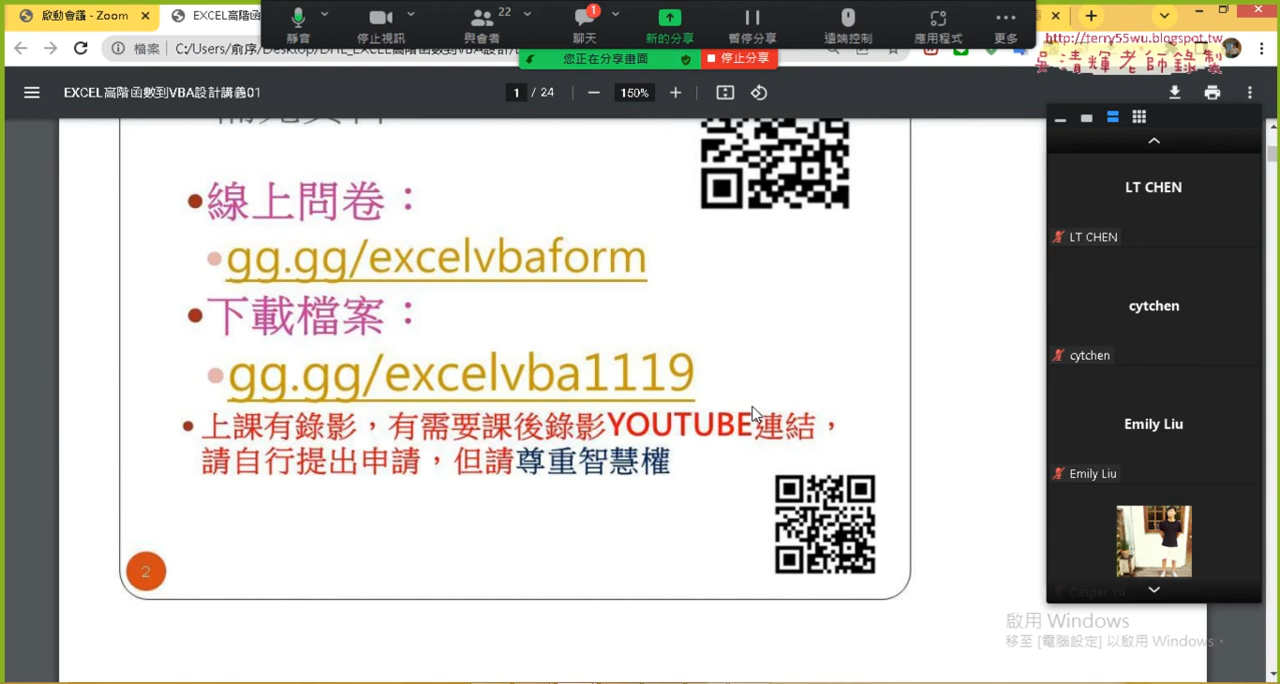 啟動會議 - Zoom
EXCEL高階函
22
1
靜音
停止視訊
與會者
聊天
新的分享
暫停分享
遠端控制
應用程式
更多
您正在分享畫面
停止分享
http://terry55wu.blogspot.tw
吳清輝老師錄製
檔案
EXCEL高階函數到VBA設計講義01
1 / 24
150%
線上問卷：
gg.gg/excelvbaform
下載檔案：
gg.gg/excelvba1119
上課有錄影，有需要課後錄影YOUTUBE連結，
請自行提出申請，但請尊重智慧權
2
LT CHEN
LT CHEN
cytchen
cytchen
Emily Liu
Emily Liu
Casper Yu
啟用 Windows
移至 [電腦設定] 以啟用 Windows。